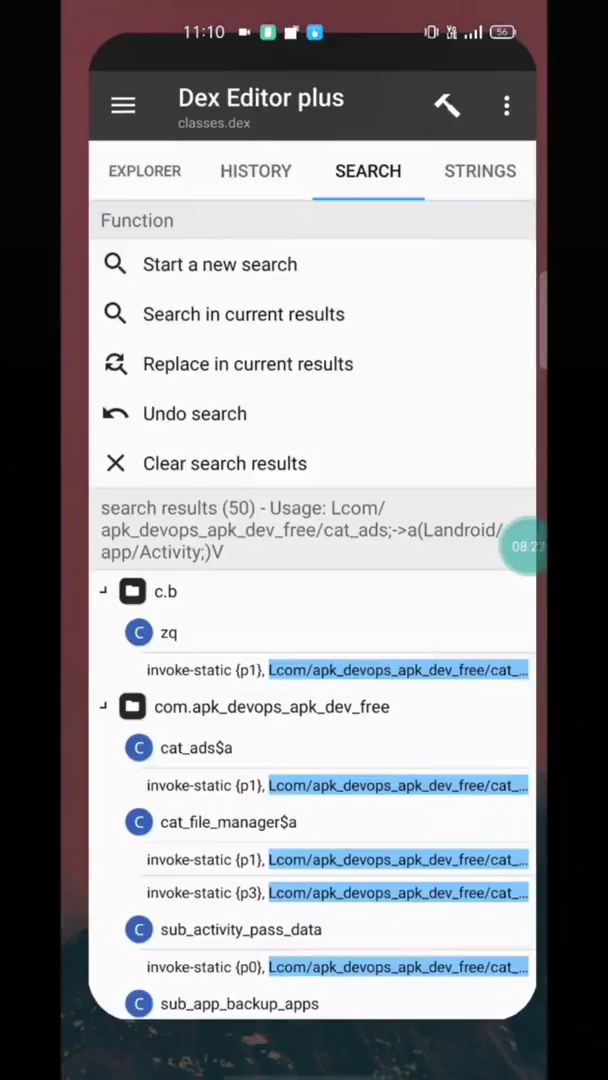 11:10
Vo LTE 56
Dex Editor plus
classes.dex
EXPLORER HISTORY SEARCH STRINGS
Function
Start a new search
Search in current results
Replace in current results
Undo search
Clear search results
search results (50) - Usage: Lcom/
apk_devops_apk_dev_free/cat_ads;->a(Landroid/
app/Activity;)V
08:22
c.b
C zq
invoke-static {p1}, Lcom/apk_devops_apk_dev_free/cat_...
com.apk_devops_apk_dev_free
C cat_ads$a
invoke-static {p1}, Lcom/apk_devops_apk_dev_free/cat_...
C cat_file_manager$a
invoke-static {p1}, Lcom/apk_devops_apk_dev_free/cat_...
invoke-static {p3}, Lcom/apk_devops_apk_dev_free/cat_...
C sub_activity_pass_data
invoke-static {p0}, Lcom/apk_devops_apk_dev_free/cat_...
C sub_app_backup_apps